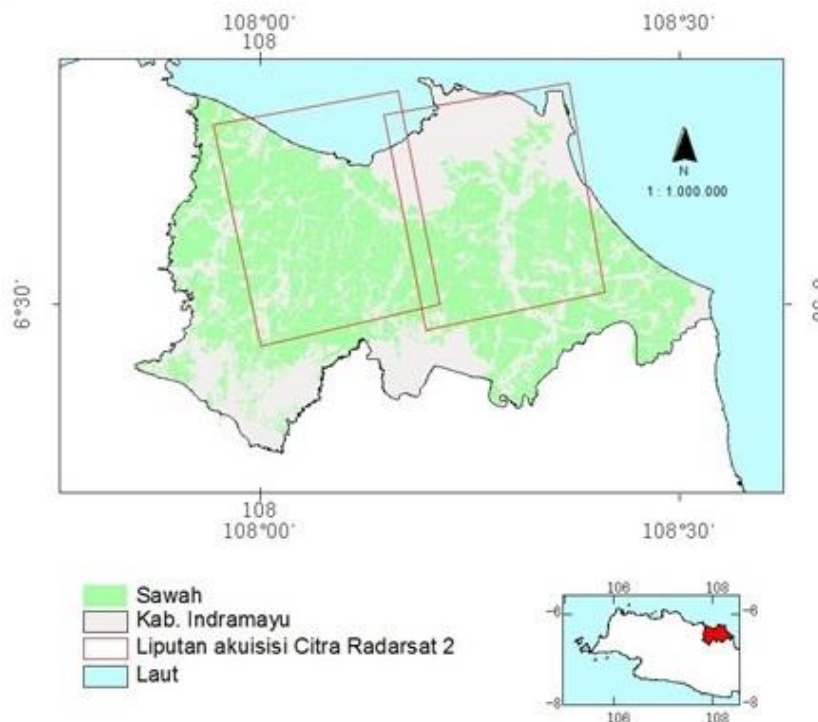 108°00' 108°30'
108
N
1 : 1.000.000
6°30'
108
108°00' 108°30'
Sawah
Kab. Indramayu
Liputan akuisisi Citra Radarsat 2
Laut
106 108
-6 -6
-8 -8
106 108